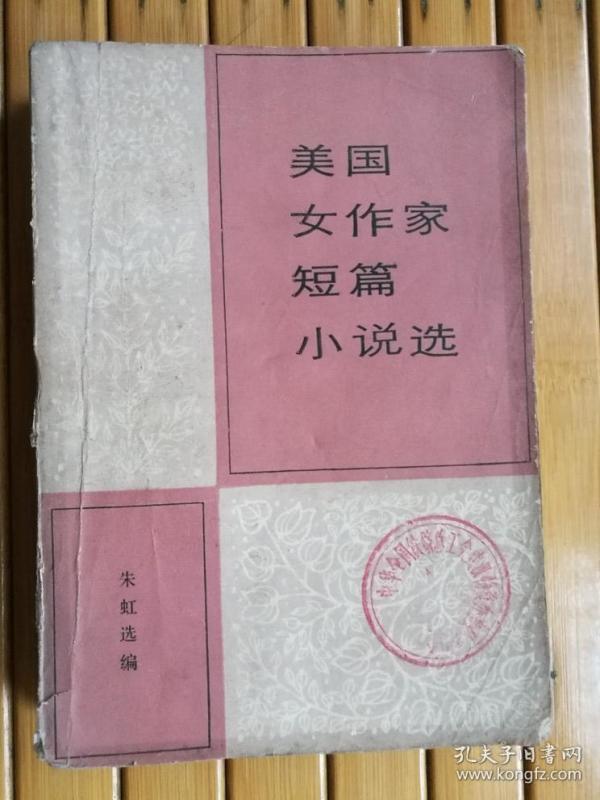 美国
女作家
短篇
小说选
朱虹选编
孔夫子旧书网
www.kongfz.com